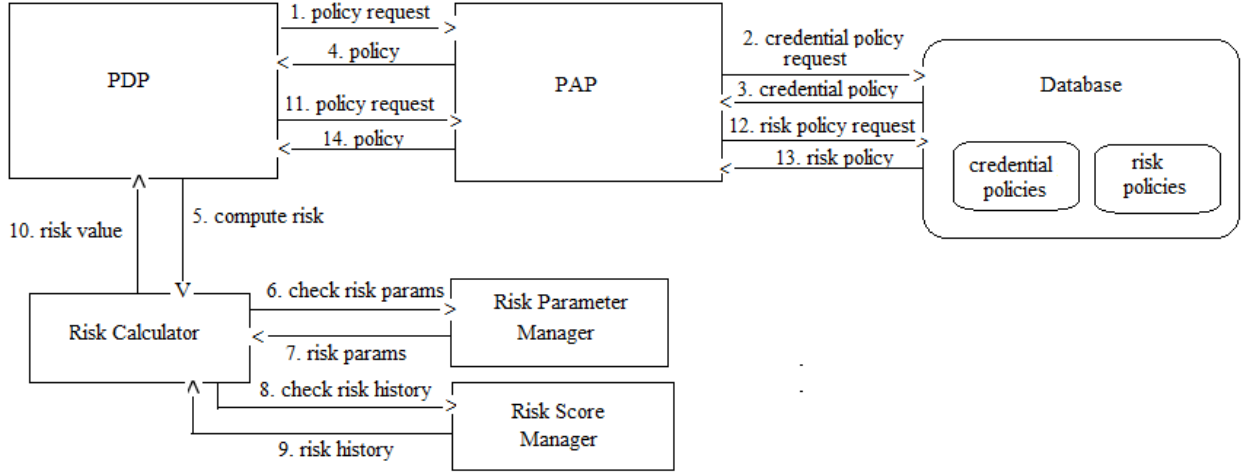 1. policy request
4. policy
PDP
11. policy request
14. policy
PAP
2. credential policy
request
3. credential policy
12. risk policy request
13. risk policy
Database
credential
policies
risk
policies
10. risk value
5. compute risk
6. check risk params
7. risk params
Risk Calculator
Risk Parameter
Manager
8. check risk history
9. risk history
Risk Score
Manager